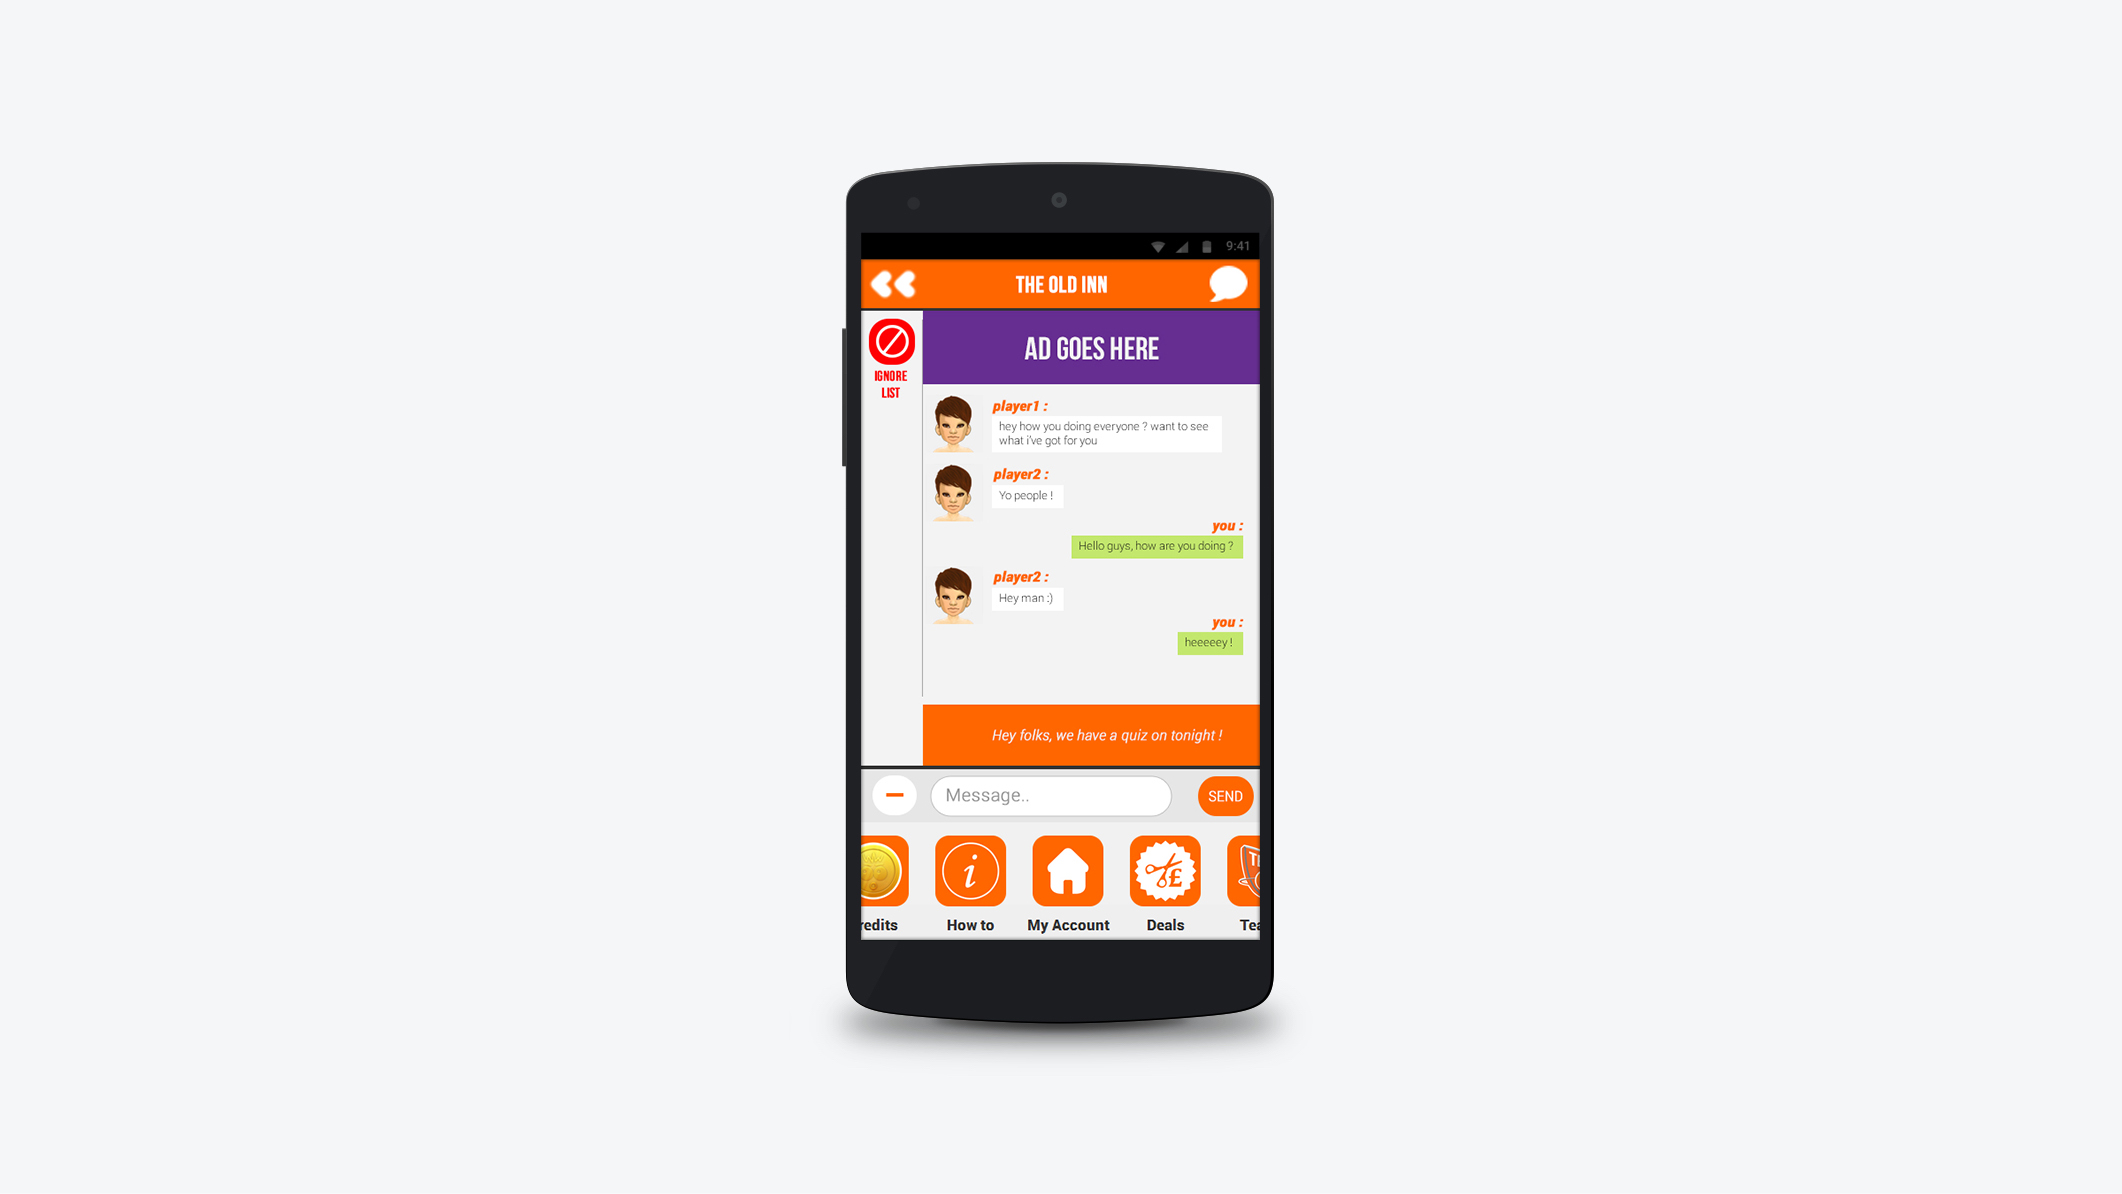 9:41
THE OLD INN
IGNORE
LIST
AD GOES HERE
player1 :
hey how you doing everyone ? want to see
what i've got for you
player2 :
Yo people !
you :
Hello guys, how are you doing ?
player2 :
Hey man :)
you :
heeeeey !
Hey folks, we have a quiz on tonight !
Message..
SEND
redits
How to
My Account
Deals
Tea